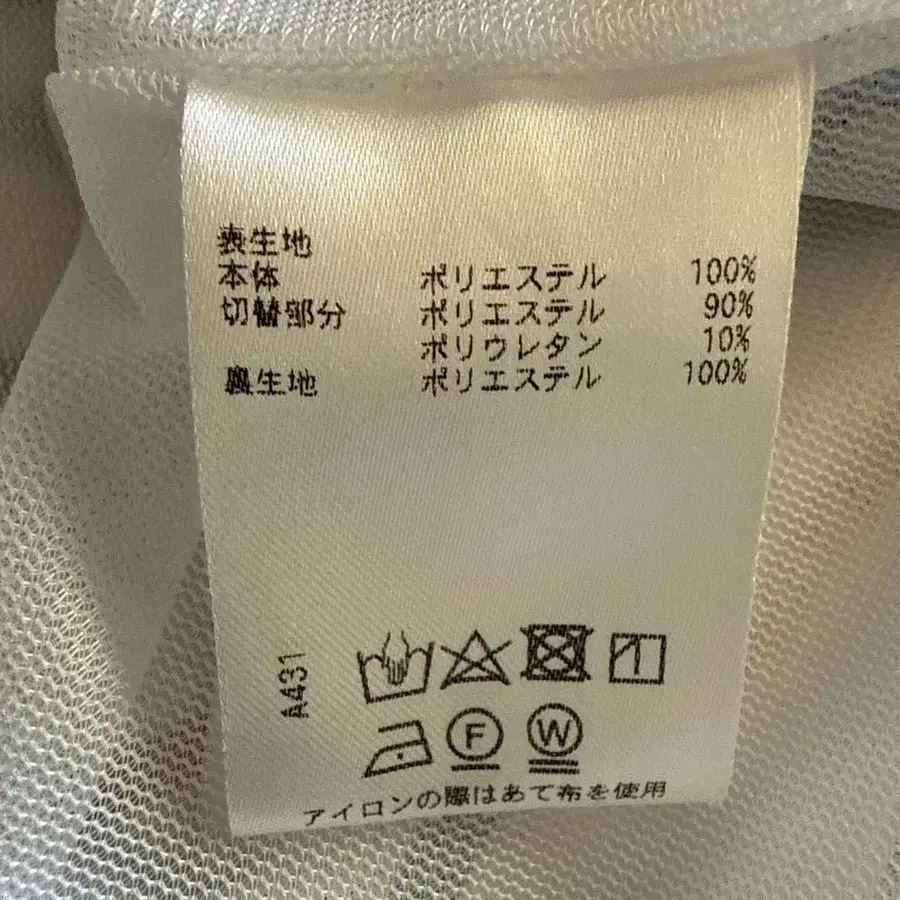 表生地
本体 ポリエステル 100%
切替部分 ポリエステル 90%
ポリウレタン 10%
裏生地 ポリエステル 100%
A431
F W
アイロンの際はあて布を使用